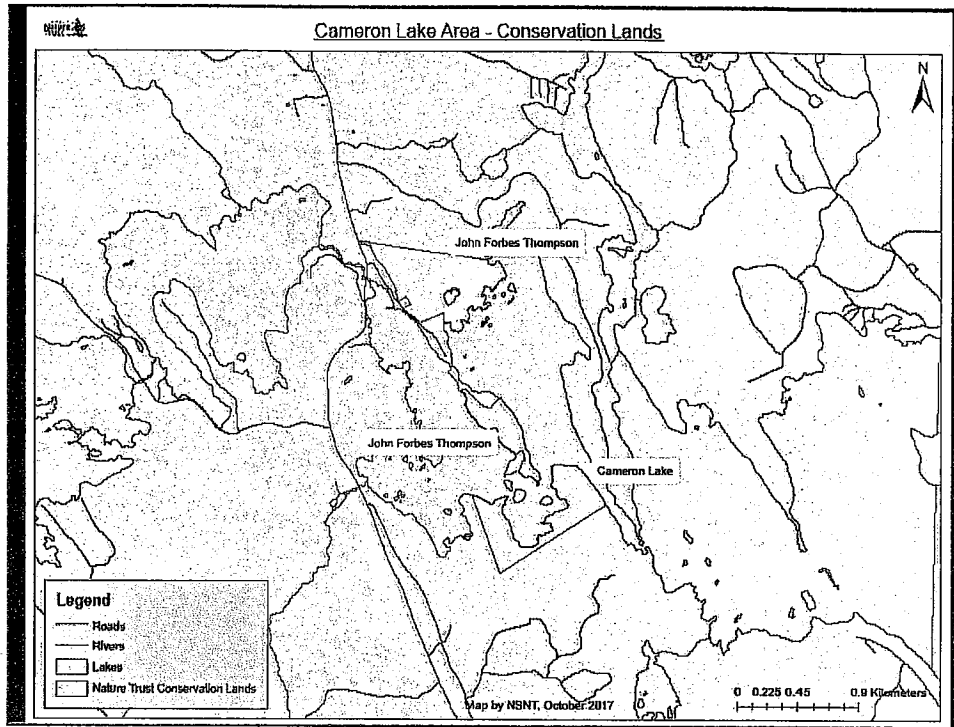 Cameron Lake Area - Conservation Lands
N
John Forbes Thompson
John Forbes Thompson
Cameron Lake
Legend
Roads
Rivers
Lakes
Nature Trust Conservation Lands
Map by NSNT, October 2017
0 0.225 0.45 0.9 Kilometers